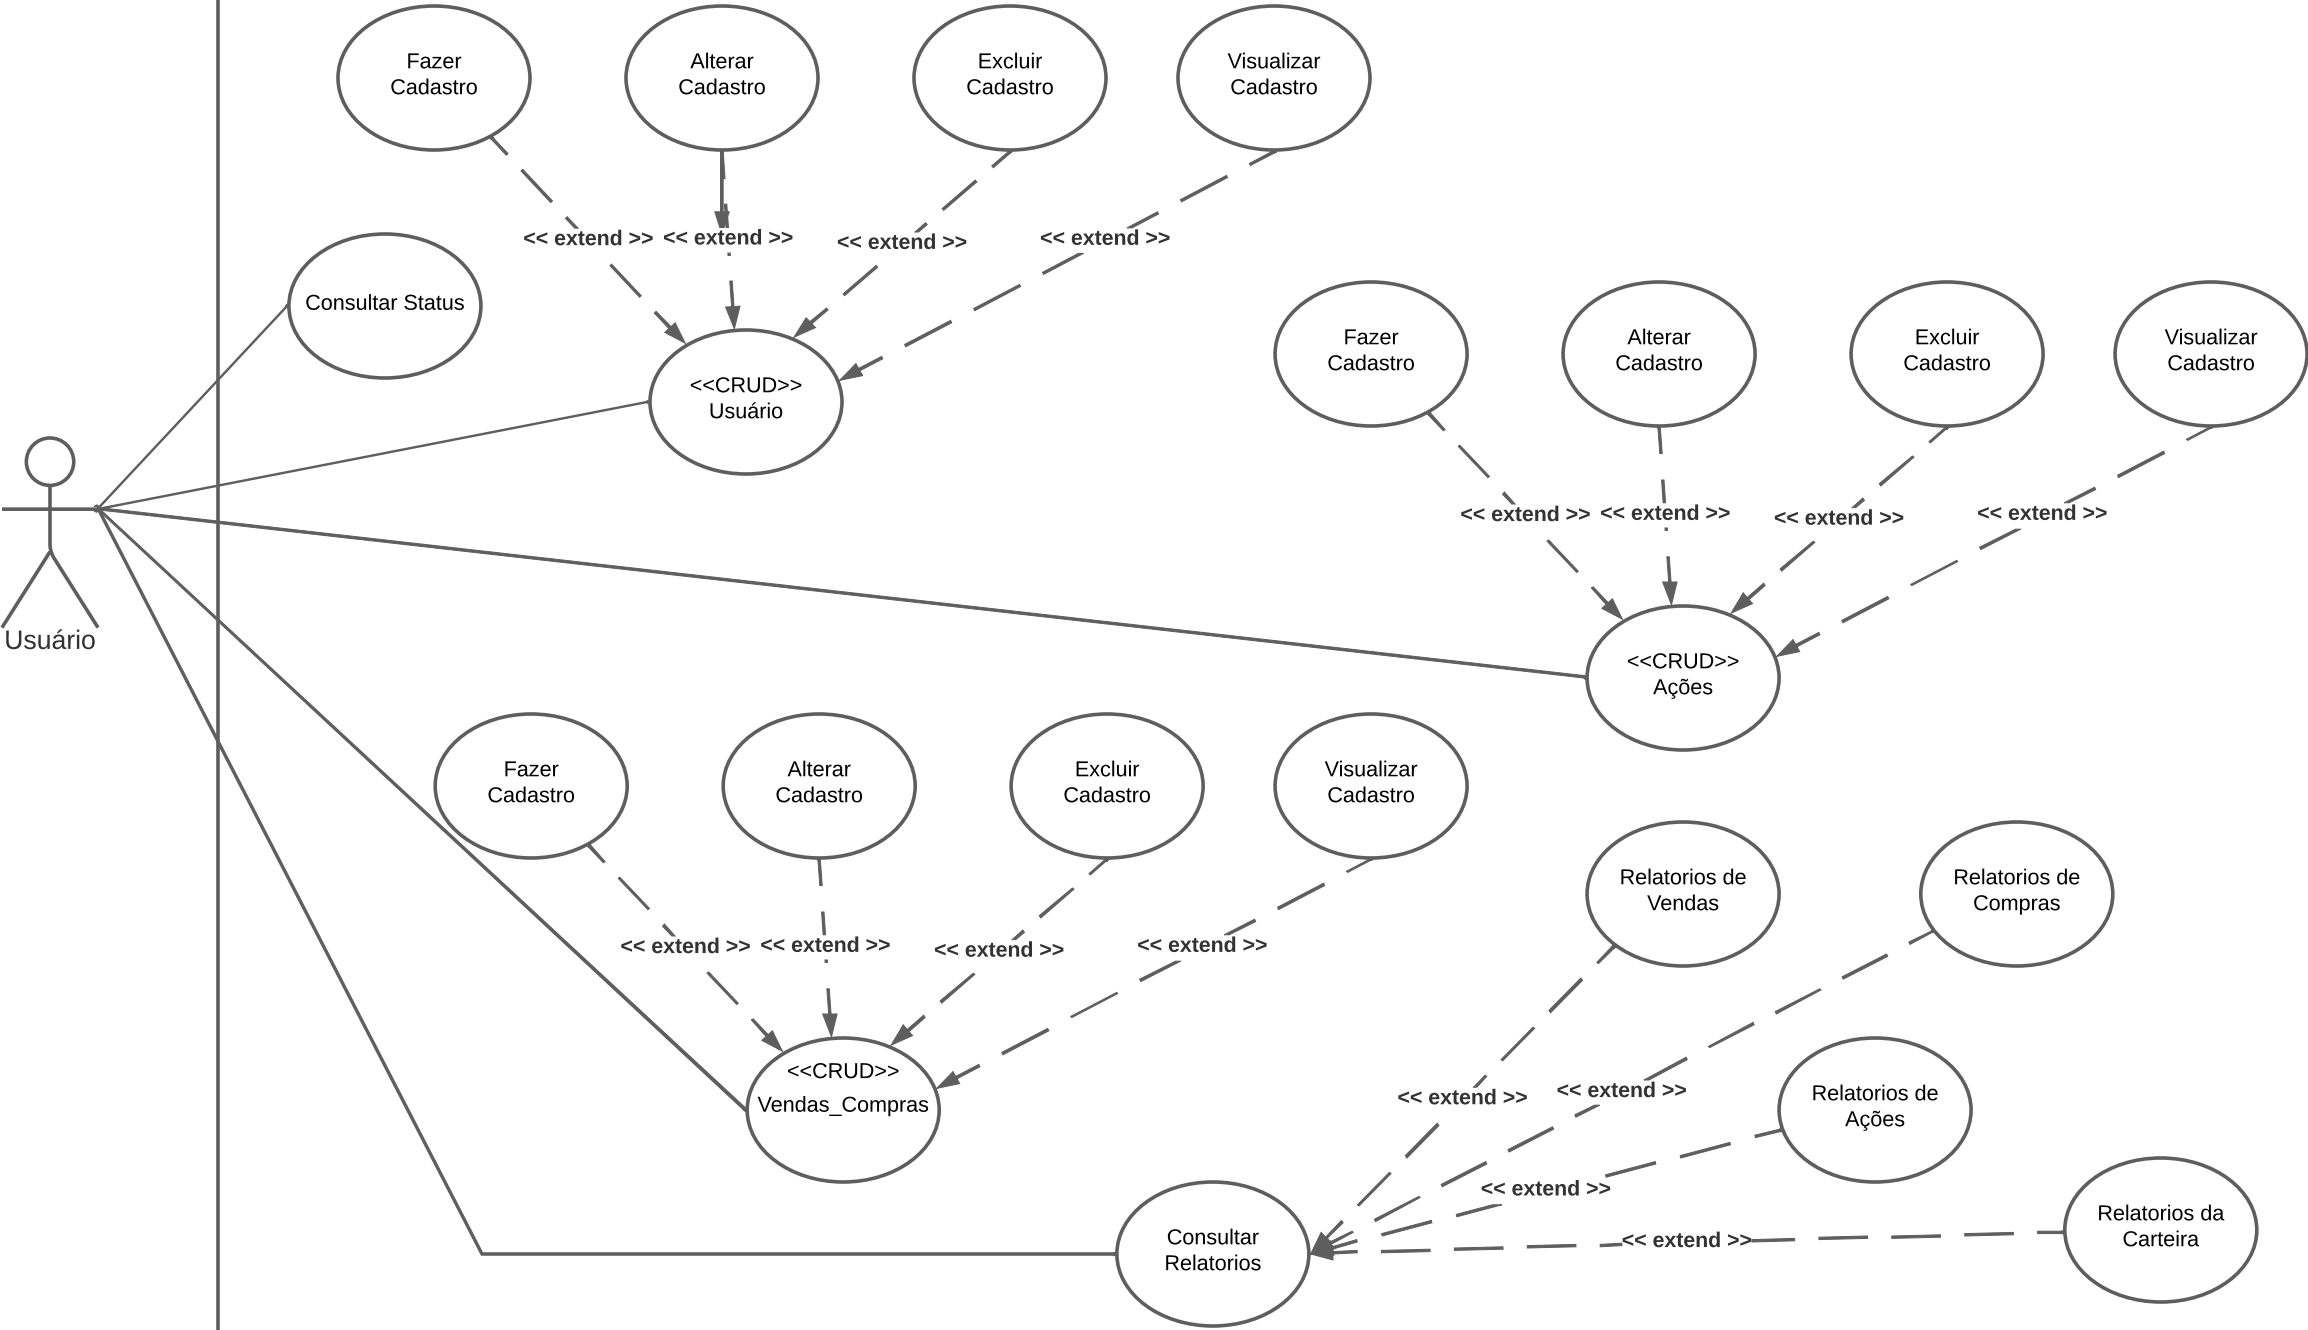 Fazer
Cadastro
Alterar
Cadastro
Excluir
Cadastro
Visualizar
Cadastro
<< extend >>
<< extend >>
<< extend >>
<< extend >>
Consultar Status
<<CRUD>>
Usuário
Fazer
Cadastro
Alterar
Cadastro
Excluir
Cadastro
Visualizar
Cadastro
<< extend >>
<< extend >>
<< extend >>
<< extend >>
Usuário
<<CRUD>>
Ações
Fazer
Cadastro
Alterar
Cadastro
Excluir
Cadastro
Visualizar
Cadastro
<< extend >>
<< extend >>
<< extend >>
<< extend >>
<<CRUD>>
Vendas_Compras
Relatorios de
Vendas
Relatorios de
Compras
Relatorios de
Ações
Relatorios da
Carteira
<< extend >>
<< extend >>
<< extend >>
<< extend >>
Consultar
Relatorios